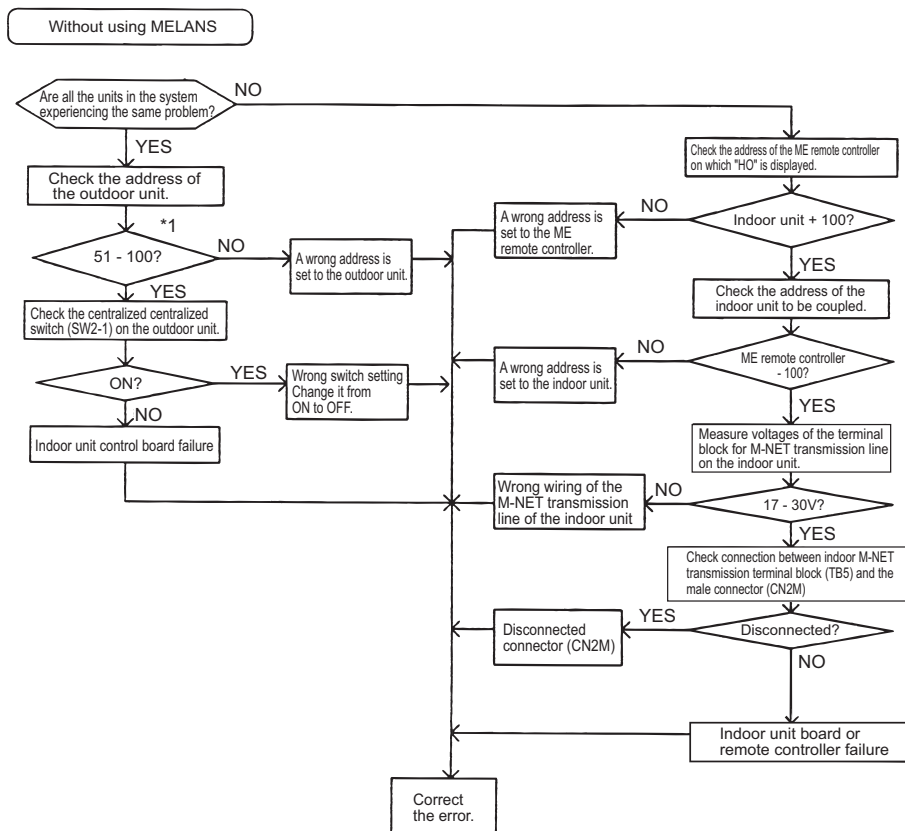 Without using MELANS
Are all the units in the system
experiencing the same problem?
NO
YES
Check the address of
the outdoor unit.
*1
51 - 100?
NO
A wrong address is
set to the outdoor unit.
YES
Check the centralized centralized
switch (SW2-1) on the outdoor unit.
ON?
YES
Wrong switch setting
Change it from
ON to OFF.
NO
Indoor unit control board failure
Check the address of the ME remote controller
on which "HO" is displayed.
Indoor unit + 100?
NO
A wrong address is
set to the ME
remote controller.
YES
Check the address of the
indoor unit to be coupled.
ME remote controller
- 100?
NO
A wrong address is
set to the indoor unit.
YES
Measure voltages of the terminal
block for M-NET transmission line
on the indoor unit.
17 - 30V?
NO
Wrong wiring of the
M-NET transmission
line of the indoor unit
YES
Check connection between indoor M-NET
transmission terminal block (TB5) and the
male connector (CN2M)
Disconnected?
YES
Disconnected
connector (CN2M)
NO
Indoor unit board or
remote controller failure
Correct
the error.